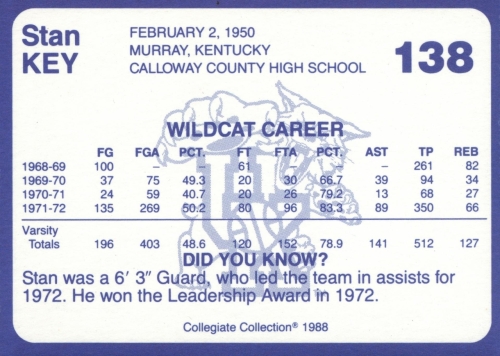 Stan
KEY
FEBRUARY 2, 1950
MURRAY, KENTUCKY
CALLOWAY COUNTY HIGH SCHOOL
138
WILDCAT CAREER
FG FGA PCT. FT FTA PCT. AST TP REB
1968-69 100 – – 61 – – – 261 82
1969-70 37 75 49.3 20 30 66.7 39 94 34
1970-71 24 59 40.7 20 26 79.2 13 68 27
1971-72 135 269 50.2 80 96 83.3 89 350 66
Varsity
Totals 196 403 48.6 120 152 78.9 141 512 127
DID YOU KNOW?
Stan was a 6′ 3″ Guard, who led the team in assists for
1972. He won the Leadership Award in 1972.
Collegiate Collection® 1988